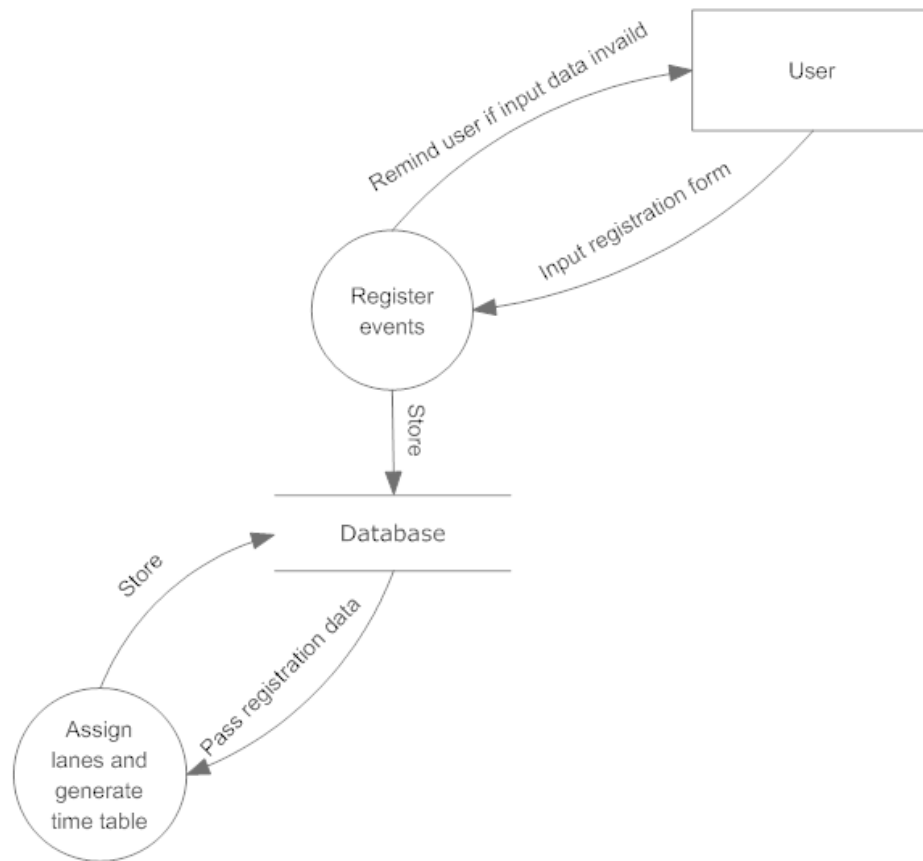 User
Remind user if input data invaild
Input registration form
Register
events
Store
Database
Store
Pass registration data
Assign
lanes and
generate
time table